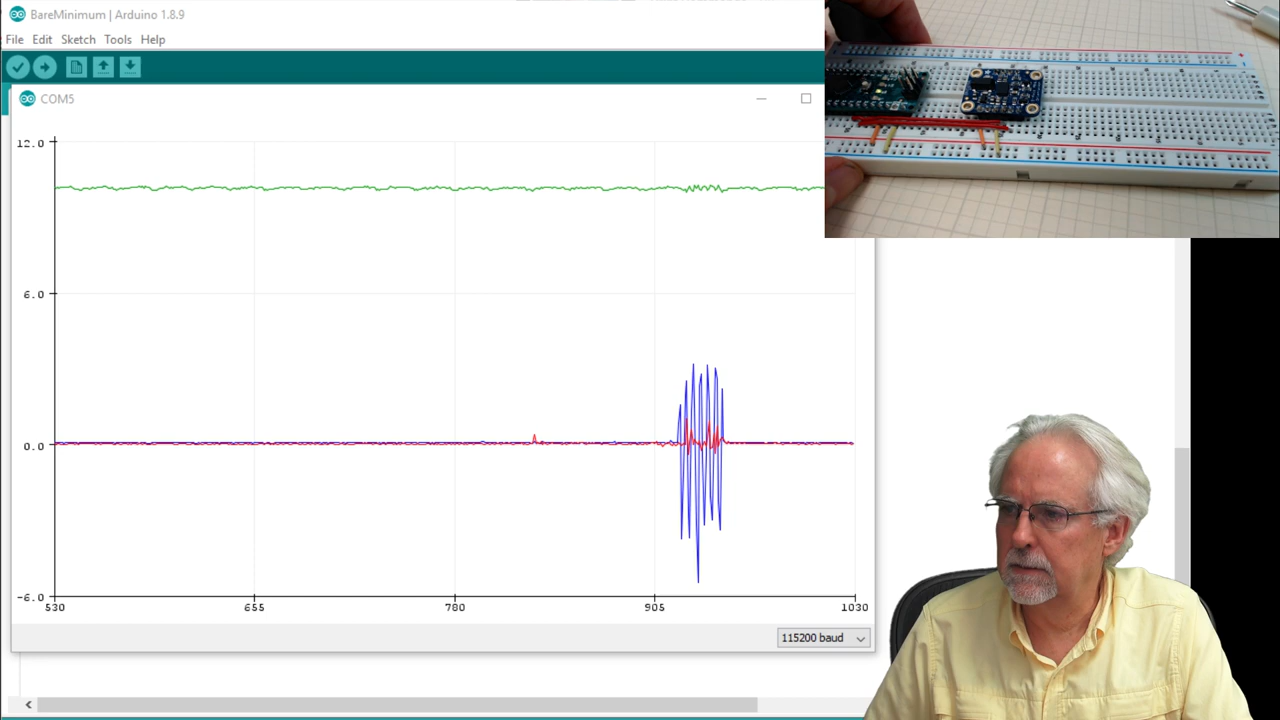 BareMinimum | Arduino 1.8.9
File Edit Sketch Tools Help
COM5
12.0
6.0
0.0
-6.0
530 655 780 905 1030
115200 baud